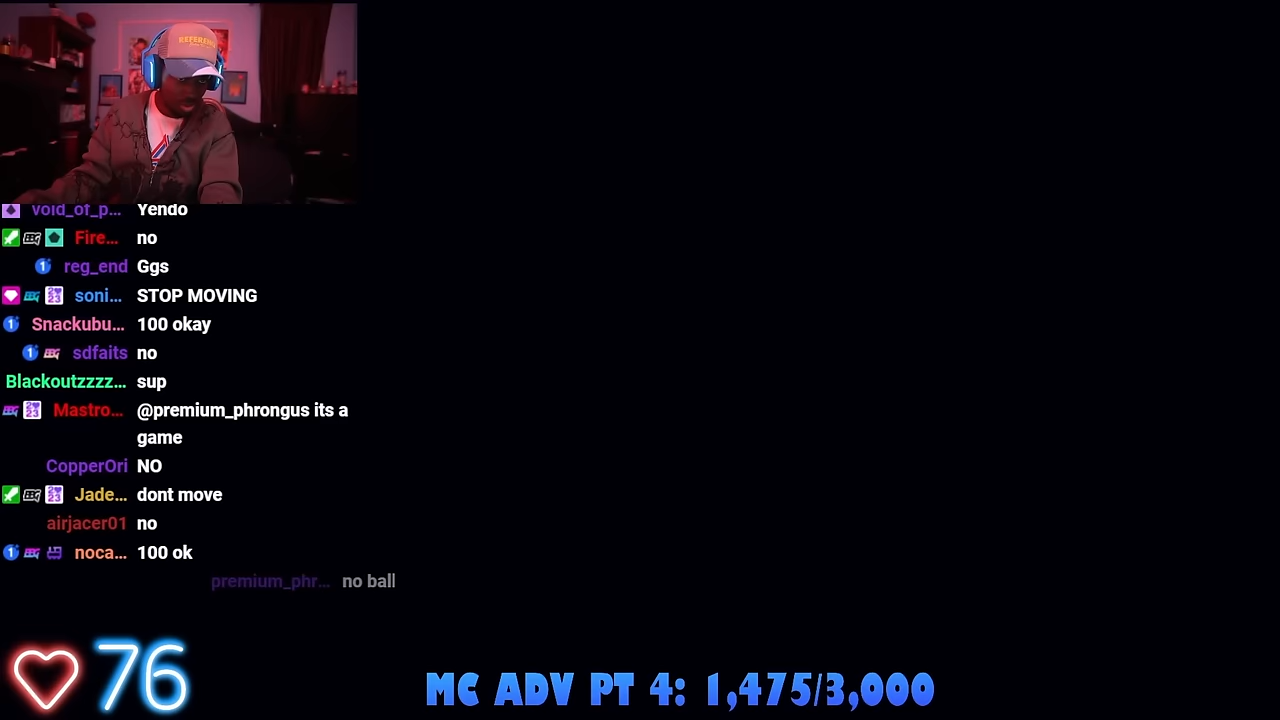 REFEREE
void_of_p... Yendo
Fire... no
reg_end Ggs
soni... STOP MOVING
Snackubu... 100 okay
sdfaits no
Blackoutzzzz... sup
Mastro... @premium_phrongus its a
game
CopperOri NO
Jade... dont move
airjacer01 no
noca... 100 ok
premium_phr... no ball
76
MC ADV PT 4: 1,475/3,000